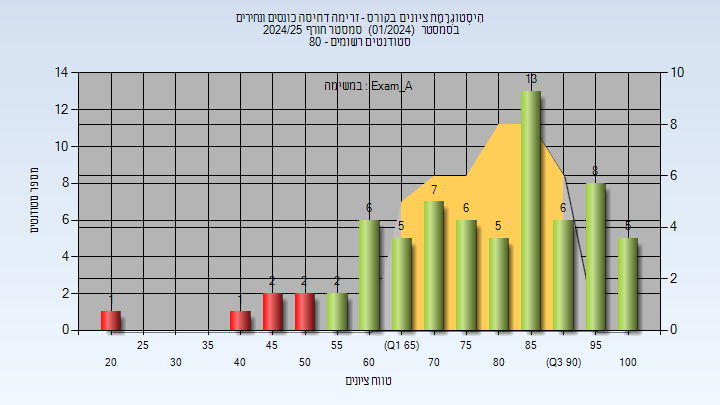 היסטוגרמת ציונים בקורס - זרימה דחיסה כונסים ונחירים
בסמסטר (01/2024) סמסטר חורף 2024/25
סטודנטים רשומים - 80
במשימה : Exam_A
14 10
12
10 8
8 6
6 4
4 2
2
0 0
מספר סטודנטים
1 1 2 2 2 6 5 7 6 5 13 6 8 5
25 35 45 55 (Q1 65) 75 85 95
20 30 40 50 60 70 80 (Q3 90) 100
טווח ציונים